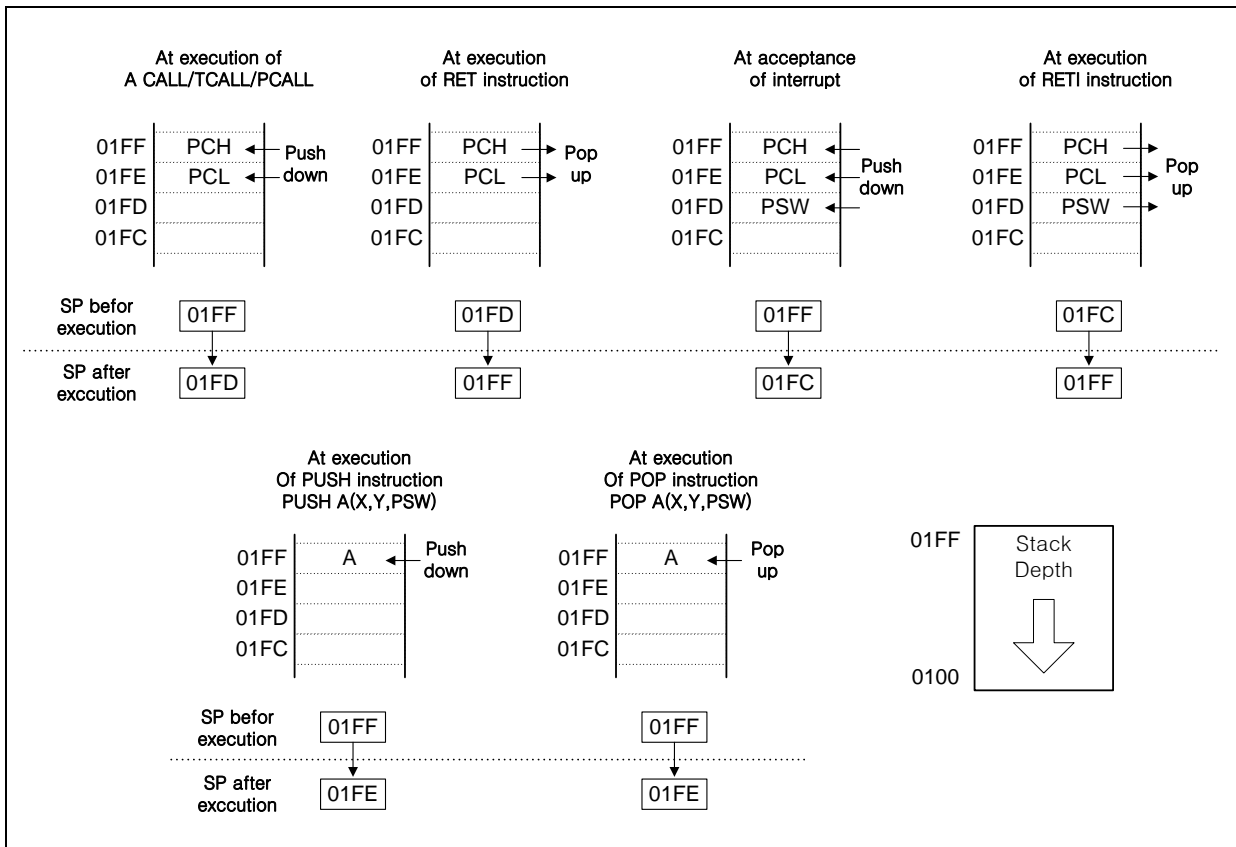 At execution of
A CALL/TCALL/PCALL
01FF
PCH
01FE
PCL
01FD
01FC
Push
down
At execution
of RET instruction
01FF
PCH
01FE
PCL
01FD
01FC
Pop
up
At acceptance
of interrupt
01FF
PCH
01FE
PCL
01FD
PSW
01FC
Push
down
At execution
of RETI instruction
01FF
PCH
01FE
PCL
01FD
PSW
01FC
Pop
up
SP befor
execution
01FF
01FD
01FF
01FC
SP after
exccution
01FD
01FF
01FC
01FF
At execution
Of PUSH instruction
PUSH A(X,Y,PSW)
01FF
A
01FE
01FD
01FC
Push
down
At execution
Of POP instruction
POP A(X,Y,PSW)
01FF
A
01FE
01FD
01FC
Pop
up
01FF
Stack
Depth
0100
SP befor
execution
01FF
01FF
SP after
exccution
01FE
01FE